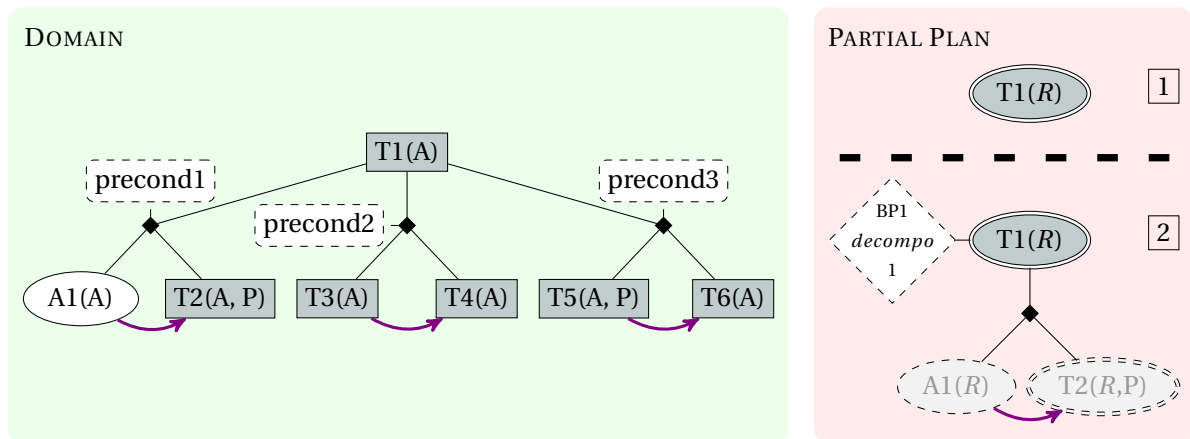 DOMAIN
T1(A)
precond1
precond2
precond3
A1(A)
T2(A, P)
T3(A)
T4(A)
T5(A, P)
T6(A)
PARTIAL PLAN
T1(R)
1
BP1
decompo
1
T1(R)
2
A1(R)
T2(R,P)